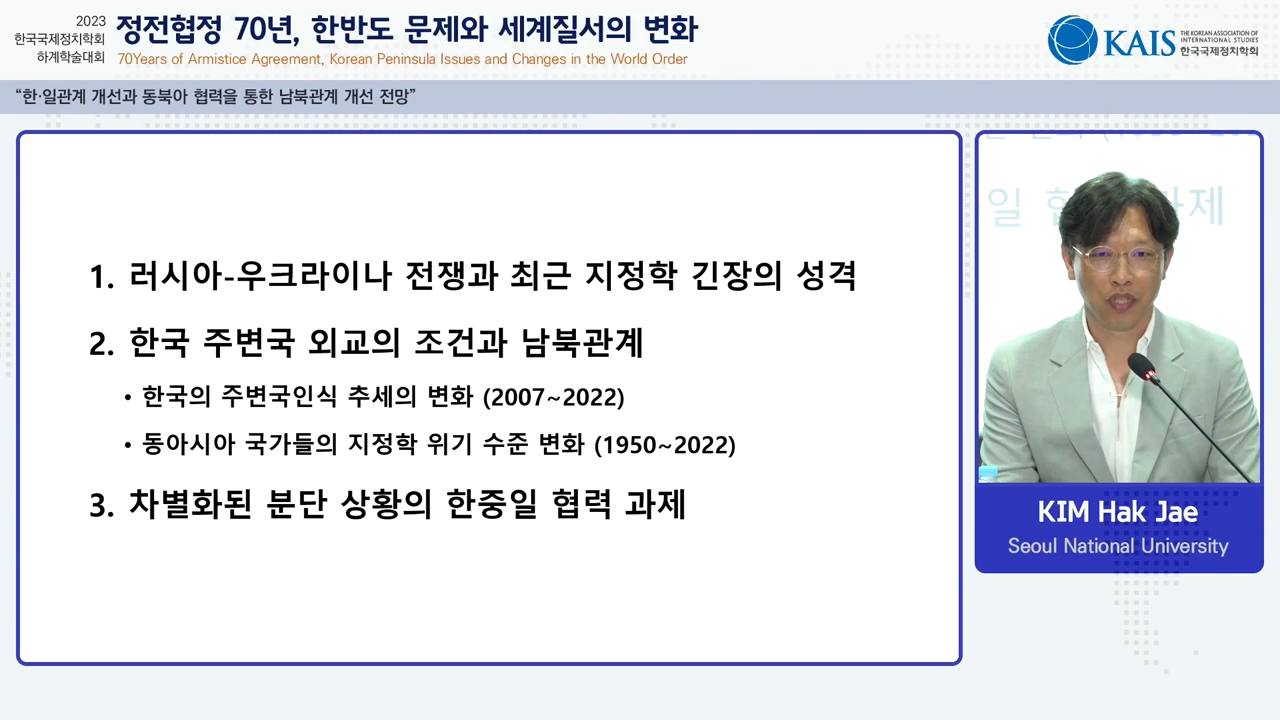 2023
한국국제정치학회
하계학술대회
정전협정 70년, 한반도 문제와 세계질서의 변화
70Years of Armistice Agreement, Korean Peninsula Issues and Changes in the World Order
KAIS
THE KOREAN ASSOCIATION OF
INTERNATIONAL STUDIES
한국국제정치학회
“한·일관계 개선과 동북아 협력을 통한 남북관계 개선 전망”
1. 러시아-우크라이나 전쟁과 최근 지정학 긴장의 성격
2. 한국 주변국 외교의 조건과 남북관계
• 한국의 주변국인식 추세의 변화 (2007~2022)
• 동아시아 국가들의 지정학 위기 수준 변화 (1950~2022)
3. 차별화된 분단 상황의 한중일 협력 과제
일
KIM Hak Jae
Seoul National University